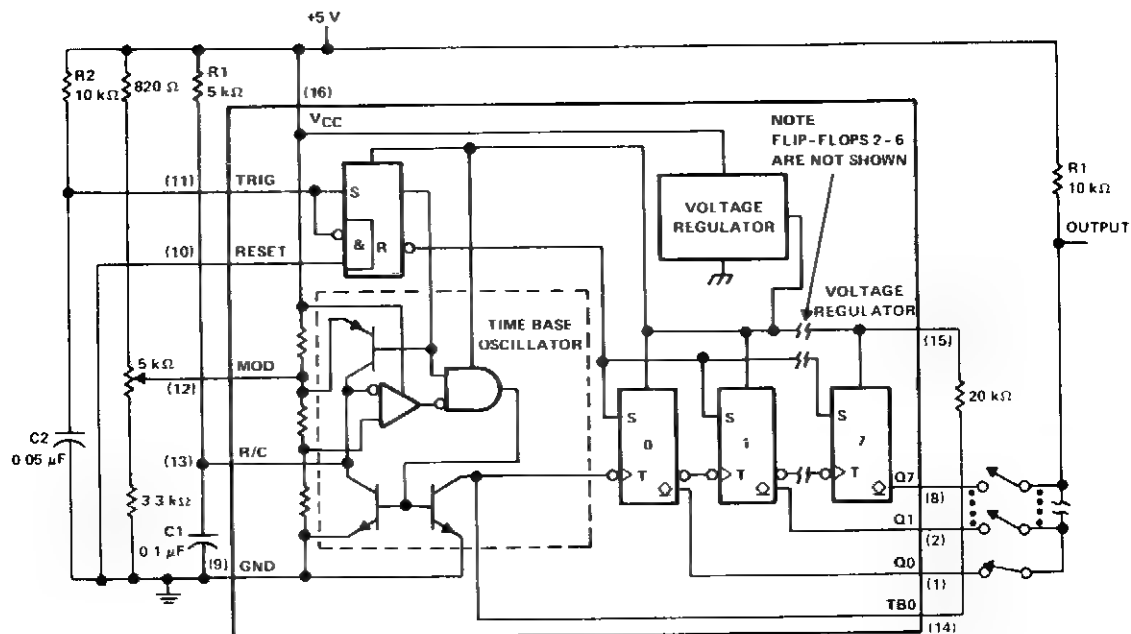 +5 V
R2
10 kΩ
820 Ω
R1
5 kΩ
(16)
VCC
NOTE
FLIP-FLOPS 2-6
ARE NOT SHOWN
R1
10 kΩ
OUTPUT
(11)
TRIG
S
&
R
(10)
RESET
VOLTAGE
REGULATOR
VOLTAGE
REGULATOR
TIME BASE
OSCILLATOR
(15)
5 kΩ
(12)
MOD
20 kΩ
S
S
S
0
1
7
C2
0 05 µF
(13)
R/C
T
T
T
Q7
(8)
3.3 kΩ
Q1
(2)
C1
0 1 µF
(9)
GND
Q0
(1)
TB0
(14)